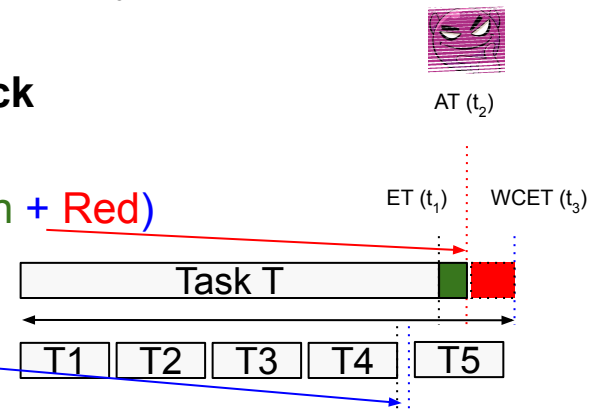 ck
AT (t2)
ET (t1) WCET (t3)
n + Red)
Task T
T1 T2 T3 T4 T5